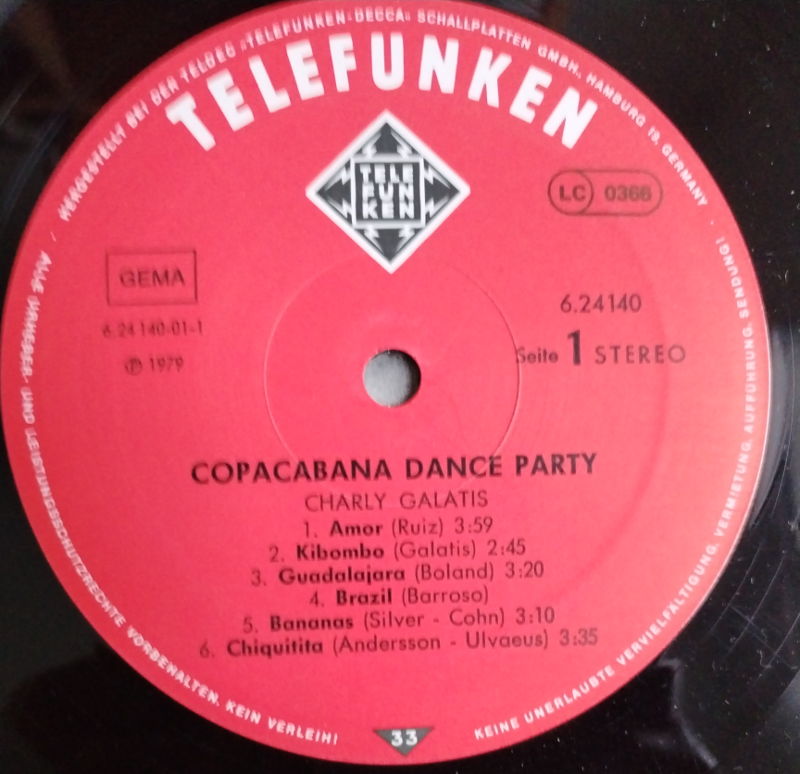 HERGESTELLT BEI DER TELDEC »TELEFUNKEN-DECCA« SCHALLPLATTEN GMBH., HAMBURG 19, GERMANY
TELEFUNKEN
TELE
FUN
KEN
LC 0366
GEMA
6.24140-01-1
℗ 1979
6.24140
Seite 1 STEREO
COPACABANA DANCE PARTY
CHARLY GALATIS
1. Amor (Ruiz) 3:59
2. Kibombo (Galatis) 2:45
3. Guadalajara (Boland) 3:20
4. Brazil (Barroso)
5. Bananas (Silver - Cohn) 3:10
6. Chiquitita (Andersson - Ulvaeus) 3:35
ALLE URHEBER- UND LEISTUNGSSCHUTZRECHTE VORBEHALTEN. KEIN VERLEIH!
33
KEINE UNERLAUBTE VERVIELFÄLTIGUNG, VERMIETUNG, AUFFÜHRUNG, SENDUNG!